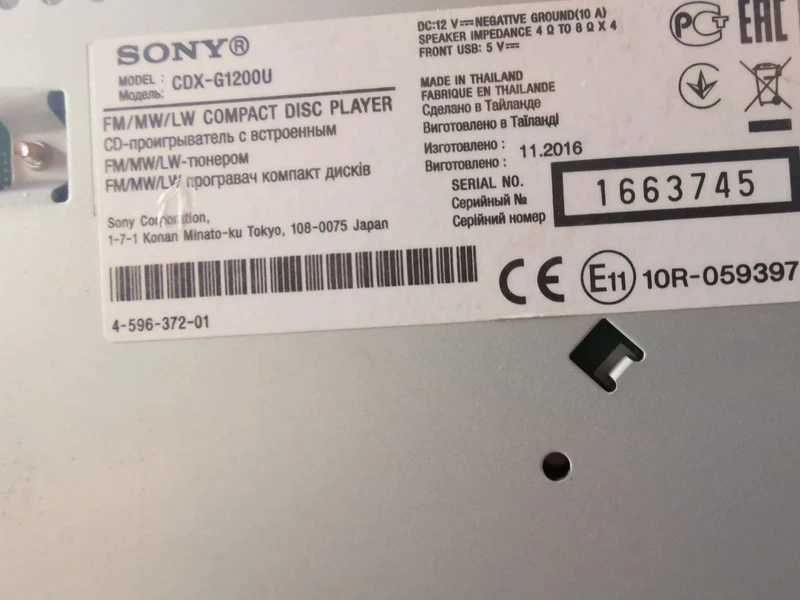 SONY®
MODEL : CDX-G1200U
Модель:
FM/MW/LW COMPACT DISC PLAYER
CD-проигрыватель с встроенным
FM/MW/LW-тюнером
FM/MW/LW програвач компакт дисків
Sony Corporation,
1-7-1 Konan Minato-ku Tokyo, 108-0075 Japan
4-596-372-01
DC:12 V⎓NEGATIVE GROUND(10 A)
SPEAKER IMPEDANCE 4 Ω TO 8 Ω X 4
FRONT USB: 5 V⎓
MADE IN THAILAND
FABRIQUE EN THAILANDE
Сделано в Тайланде
Виготовлено в Таїланді
Изготовлено : 11.2016
Виготовлено :
SERIAL NO.
Серийный №
Серійний номер
1663745
CE E11 10R-059397
РСТ EAC